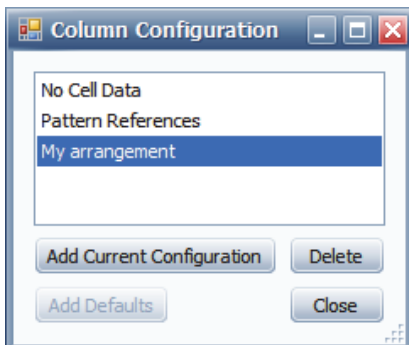 Column Configuration
No Cell Data
Pattern References
My arrangement
Add Current Configuration Delete
Add Defaults Close